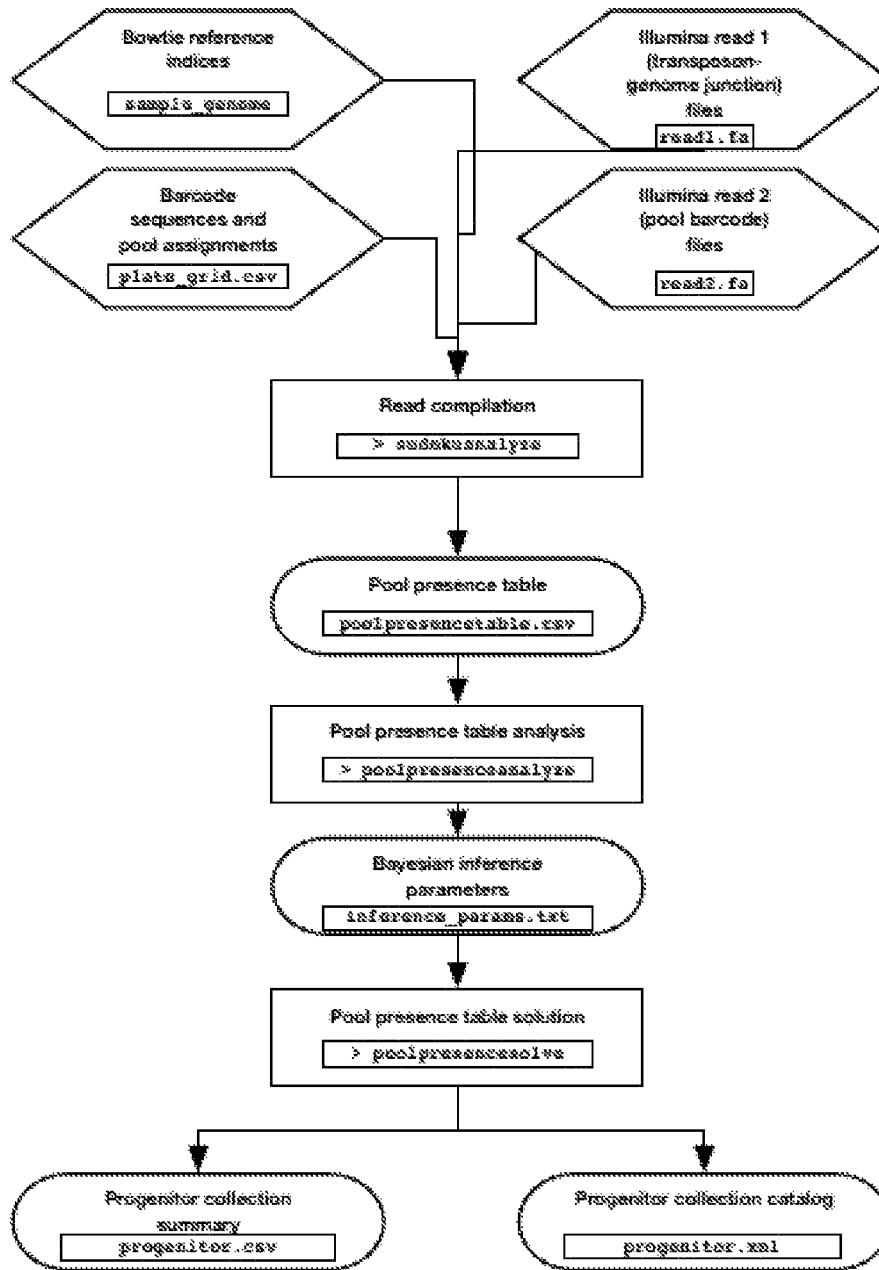 Bowtie reference
indices
sample_genome
Illumina read 1
(transposon-
genome junction)
files
read1.fa
Barcode
sequences and
pool assignments
plate_grid.csv
Illumina read 2
(pool barcode)
files
read2.fa
Read compilation
> sudokuanalyze
Pool presence table
poolpresencetable.csv
Pool presence table analysis
> poolpresenceanalyze
Bayesian inference
parameters
inference_params.txt
Pool presence table solution
> poolpresencesolve
Progenitor collection
summary
progenitor.csv
Progenitor collection catalog
progenitor.xml